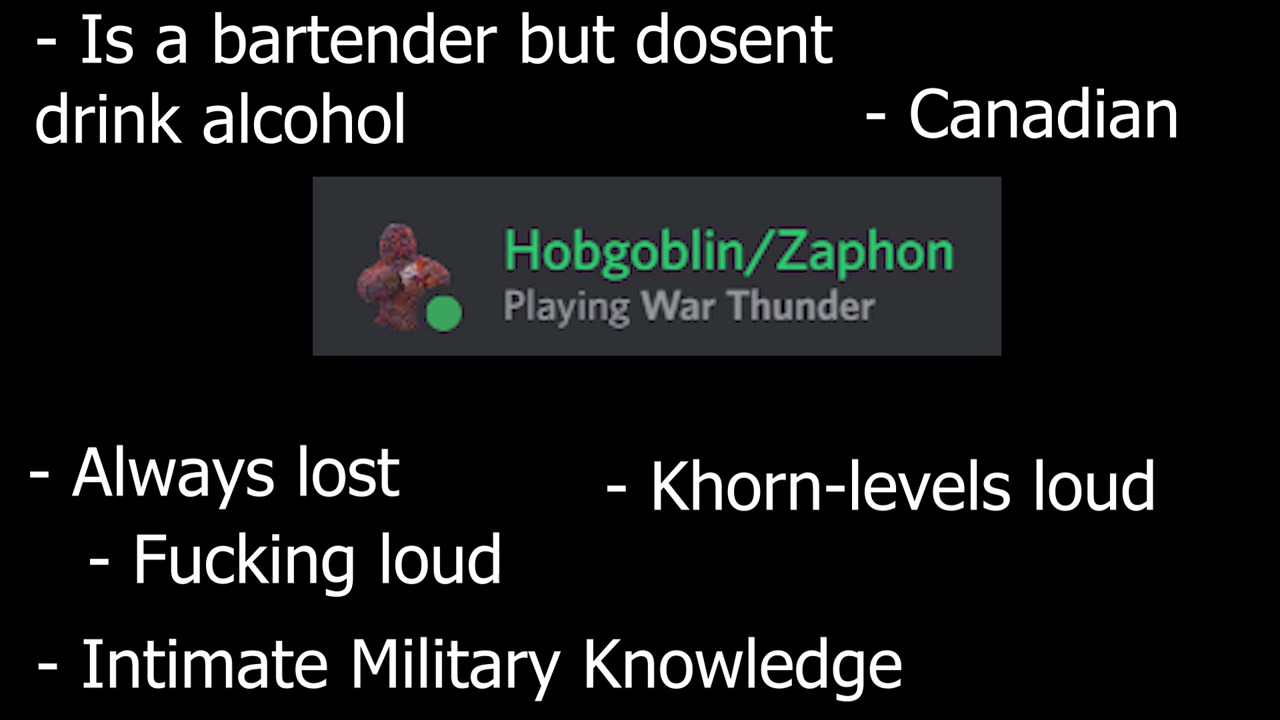 - Is a bartender but dosent
drink alcohol
- Canadian
Hobgoblin/Zaphon
Playing War Thunder
- Always lost
- Khorn-levels loud
- Fucking loud
- Intimate Military Knowledge